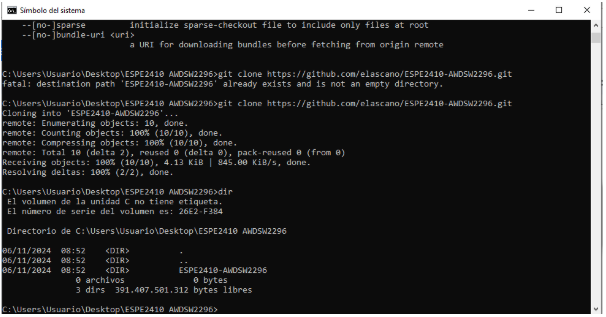 Símbolo del sistema
--[no-]sparse initialize sparse-checkout file to include only files at root
--[no-]bundle-uri <uri>
a URI for downloading bundles before fetching from origin remote
C:\Users\Usuario\Desktop\ESPE2410 AWDSW2296>git clone https://github.com/elascano/ESPE2410-AWDSW2296.git
fatal: destination path 'ESPE2410-AWDSW2296' already exists and is not an empty directory.
C:\Users\Usuario\Desktop\ESPE2410 AWDSW2296>git clone https://github.com/elascano/ESPE2410-AWDSW2296.git
Cloning into 'ESPE2410-AWDSW2296'...
remote: Enumerating objects: 10, done.
remote: Counting objects: 100% (10/10), done.
remote: Compressing objects: 100% (10/10), done.
remote: Total 10 (delta 2), reused 0 (delta 0), pack-reused 0 (from 0)
Receiving objects: 100% (10/10), 4.13 KiB | 845.00 KiB/s, done.
Resolving deltas: 100% (2/2), done.
C:\Users\Usuario\Desktop\ESPE2410 AWDSW2296>dir
El volumen de la unidad C no tiene etiqueta.
El número de serie del volumen es: 26E2-F384
Directorio de C:\Users\Usuario\Desktop\ESPE2410 AWDSW2296
06/11/2024 08:52 <DIR> .
06/11/2024 08:52 <DIR> ..
06/11/2024 08:52 <DIR> ESPE2410-AWDSW2296
0 archivos 0 bytes
3 dirs 391.407.501.312 bytes libres
C:\Users\Usuario\Desktop\ESPE2410 AWDSW2296>